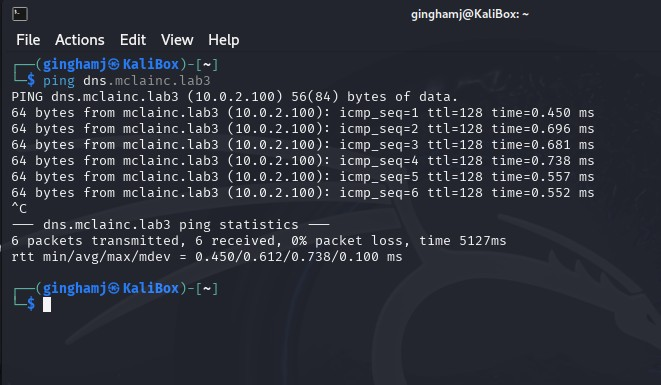 ginghamj@KaliBox: ~
File Actions Edit View Help
┌──(ginghamj㉿KaliBox)-[~]
└─$ ping dns.mclainc.lab3
PING dns.mclainc.lab3 (10.0.2.100) 56(84) bytes of data.
64 bytes from mclainc.lab3 (10.0.2.100): icmp_seq=1 ttl=128 time=0.450 ms
64 bytes from mclainc.lab3 (10.0.2.100): icmp_seq=2 ttl=128 time=0.696 ms
64 bytes from mclainc.lab3 (10.0.2.100): icmp_seq=3 ttl=128 time=0.681 ms
64 bytes from mclainc.lab3 (10.0.2.100): icmp_seq=4 ttl=128 time=0.738 ms
64 bytes from mclainc.lab3 (10.0.2.100): icmp_seq=5 ttl=128 time=0.557 ms
64 bytes from mclainc.lab3 (10.0.2.100): icmp_seq=6 ttl=128 time=0.552 ms
^C
--- dns.mclainc.lab3 ping statistics ---
6 packets transmitted, 6 received, 0% packet loss, time 5127ms
rtt min/avg/max/mdev = 0.450/0.612/0.738/0.100 ms
┌──(ginghamj㉿KaliBox)-[~]
└─$